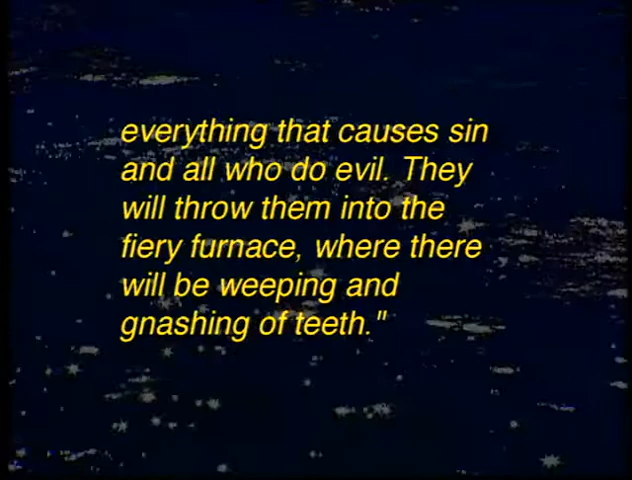 everything that causes sin
and all who do evil. They
will throw them into the
fiery furnace, where there
will be weeping and
gnashing of teeth."